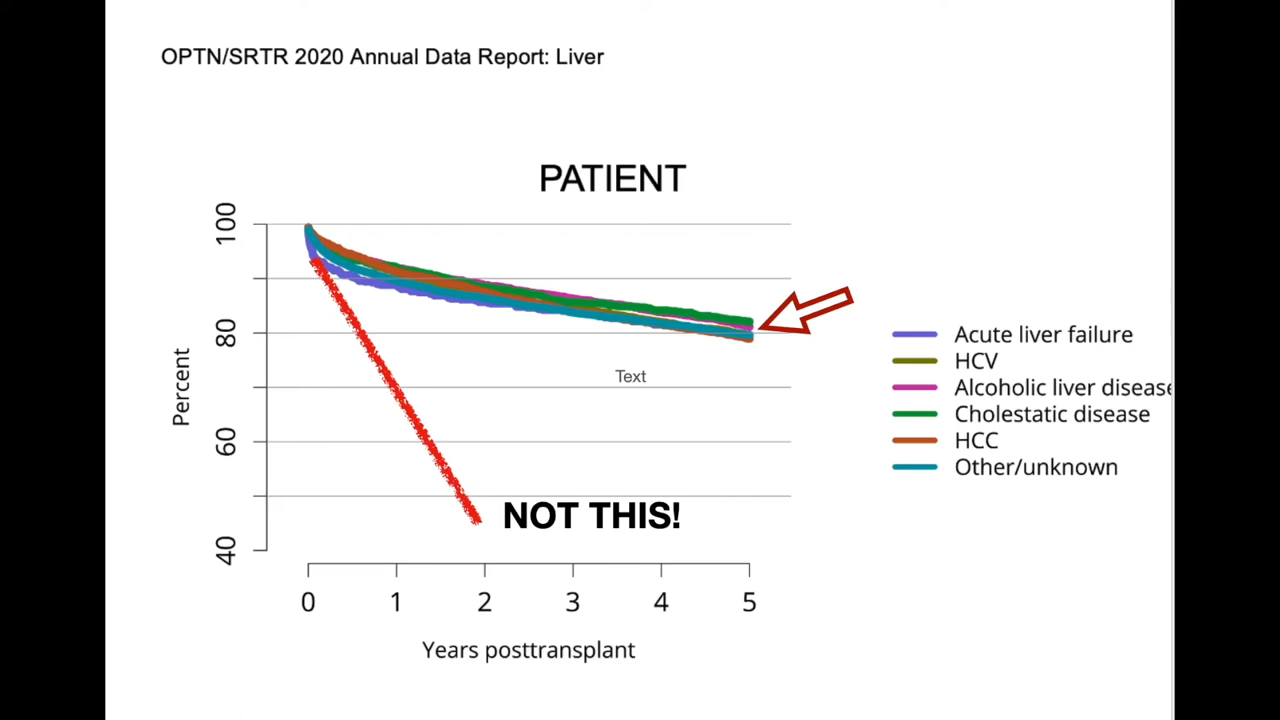 OPTN/SRTR 2020 Annual Data Report: Liver
PATIENT
100
80
60
40
Percent
Text
NOT THIS!
0 1 2 3 4 5
Years posttransplant
Acute liver failure
HCV
Alcoholic liver disease
Cholestatic disease
HCC
Other/unknown